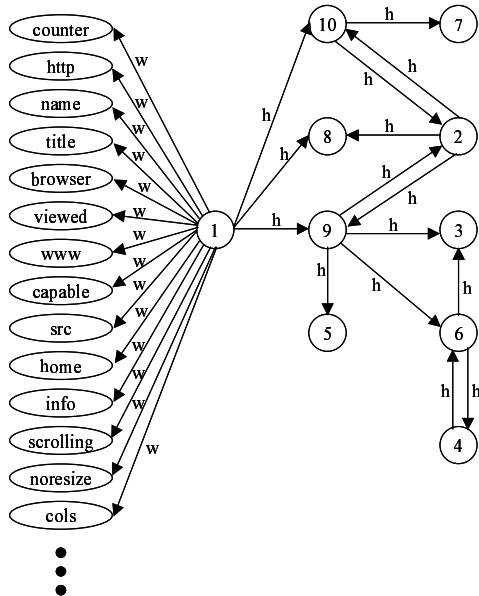 counter
http
name
title
browser
viewed
www
capable
src
home
info
scrolling
noresize
cols
w
w
w
w
w
w
w
w
w
w
w
w
w
w
1
10
h
7
h
h
h
8
h
2
h
h
h
h
9
h
3
h
h
h
5
6
h
h
4